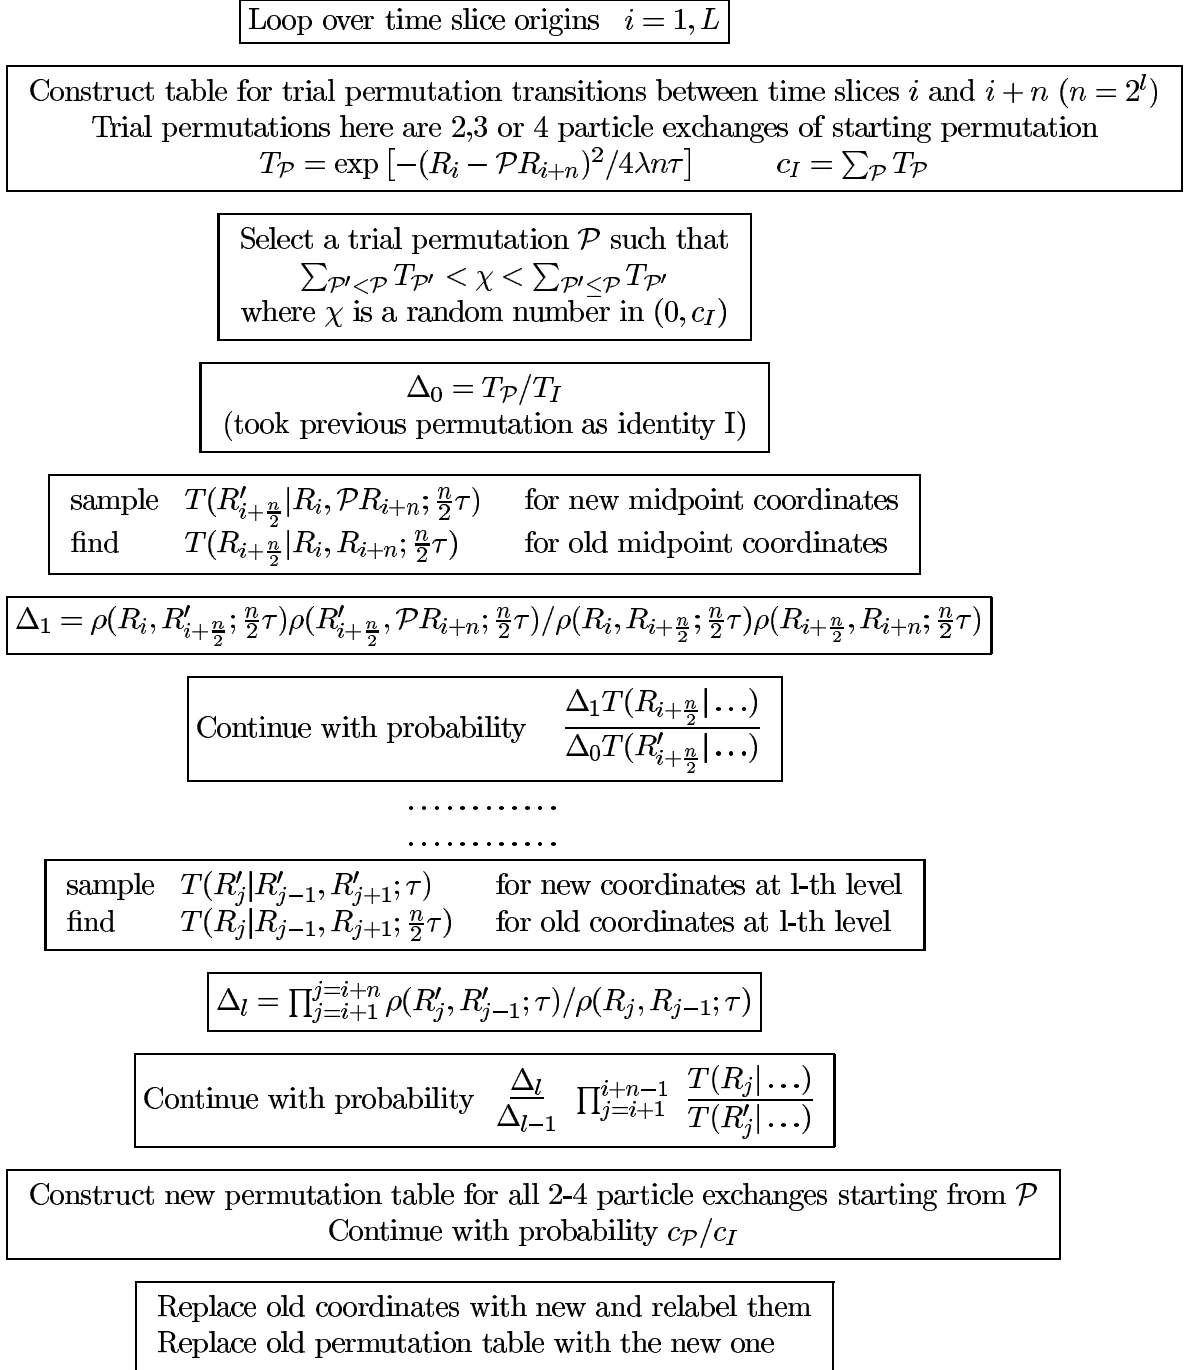 Loop over time slice origins   $i = 1, L$
Construct table for trial permutation transitions between time slices $i$ and $i + n$ ($n = 2^l$)
Trial permutations here are 2,3 or 4 particle exchanges of starting permutation
$T_{\mathcal{P}} = \exp\left[-(R_i - \mathcal{P}R_{i+n})^2/4\lambda n\tau\right]$   $c_I = \sum_{\mathcal{P}} T_{\mathcal{P}}$
Select a trial permutation $\mathcal{P}$ such that
$\sum_{\mathcal{P}' < \mathcal{P}} T_{\mathcal{P}'} < \chi < \sum_{\mathcal{P}' \leq \mathcal{P}} T_{\mathcal{P}'}$
where $\chi$ is a random number in $(0, c_I)$
$\Delta_0 = T_{\mathcal{P}}/T_I$
(took previous permutation as identity I)
sample   $T(R'_{i+\frac{n}{2}}|R_i, \mathcal{P}R_{i+n}; \frac{n}{2}\tau)$   for new midpoint coordinates
find   $T(R_{i+\frac{n}{2}}|R_i, R_{i+n}; \frac{n}{2}\tau)$   for old midpoint coordinates
$\Delta_1 = \rho(R_i, R'_{i+\frac{n}{2}}; \frac{n}{2}\tau)\rho(R'_{i+\frac{n}{2}}, \mathcal{P}R_{i+n}; \frac{n}{2}\tau)/\rho(R_i, R_{i+\frac{n}{2}}; \frac{n}{2}\tau)\rho(R_{i+\frac{n}{2}}, R_{i+n}; \frac{n}{2}\tau)$
Continue with probability   $\frac{\Delta_1 T(R_{i+\frac{n}{2}}|\ldots)}{\Delta_0 T(R'_{i+\frac{n}{2}}|\ldots)}$
............
............
sample   $T(R'_j|R'_{j-1}, R'_{j+1}; \tau)$   for new coordinates at l-th level
find   $T(R_j|R_{j-1}, R_{j+1}; \frac{n}{2}\tau)$   for old coordinates at l-th level
$\Delta_l = \prod_{j=i+1}^{j=i+n} \rho(R'_j, R'_{j-1}; \tau)/\rho(R_j, R_{j-1}; \tau)$
Continue with probability   $\frac{\Delta_l}{\Delta_{l-1}} \prod_{j=i+1}^{i+n-1} \frac{T(R_j|\ldots)}{T(R'_j|\ldots)}$
Construct new permutation table for all 2-4 particle exchanges starting from $\mathcal{P}$
Continue with probability $c_{\mathcal{P}}/c_I$
Replace old coordinates with new and relabel them
Replace old permutation table with the new one